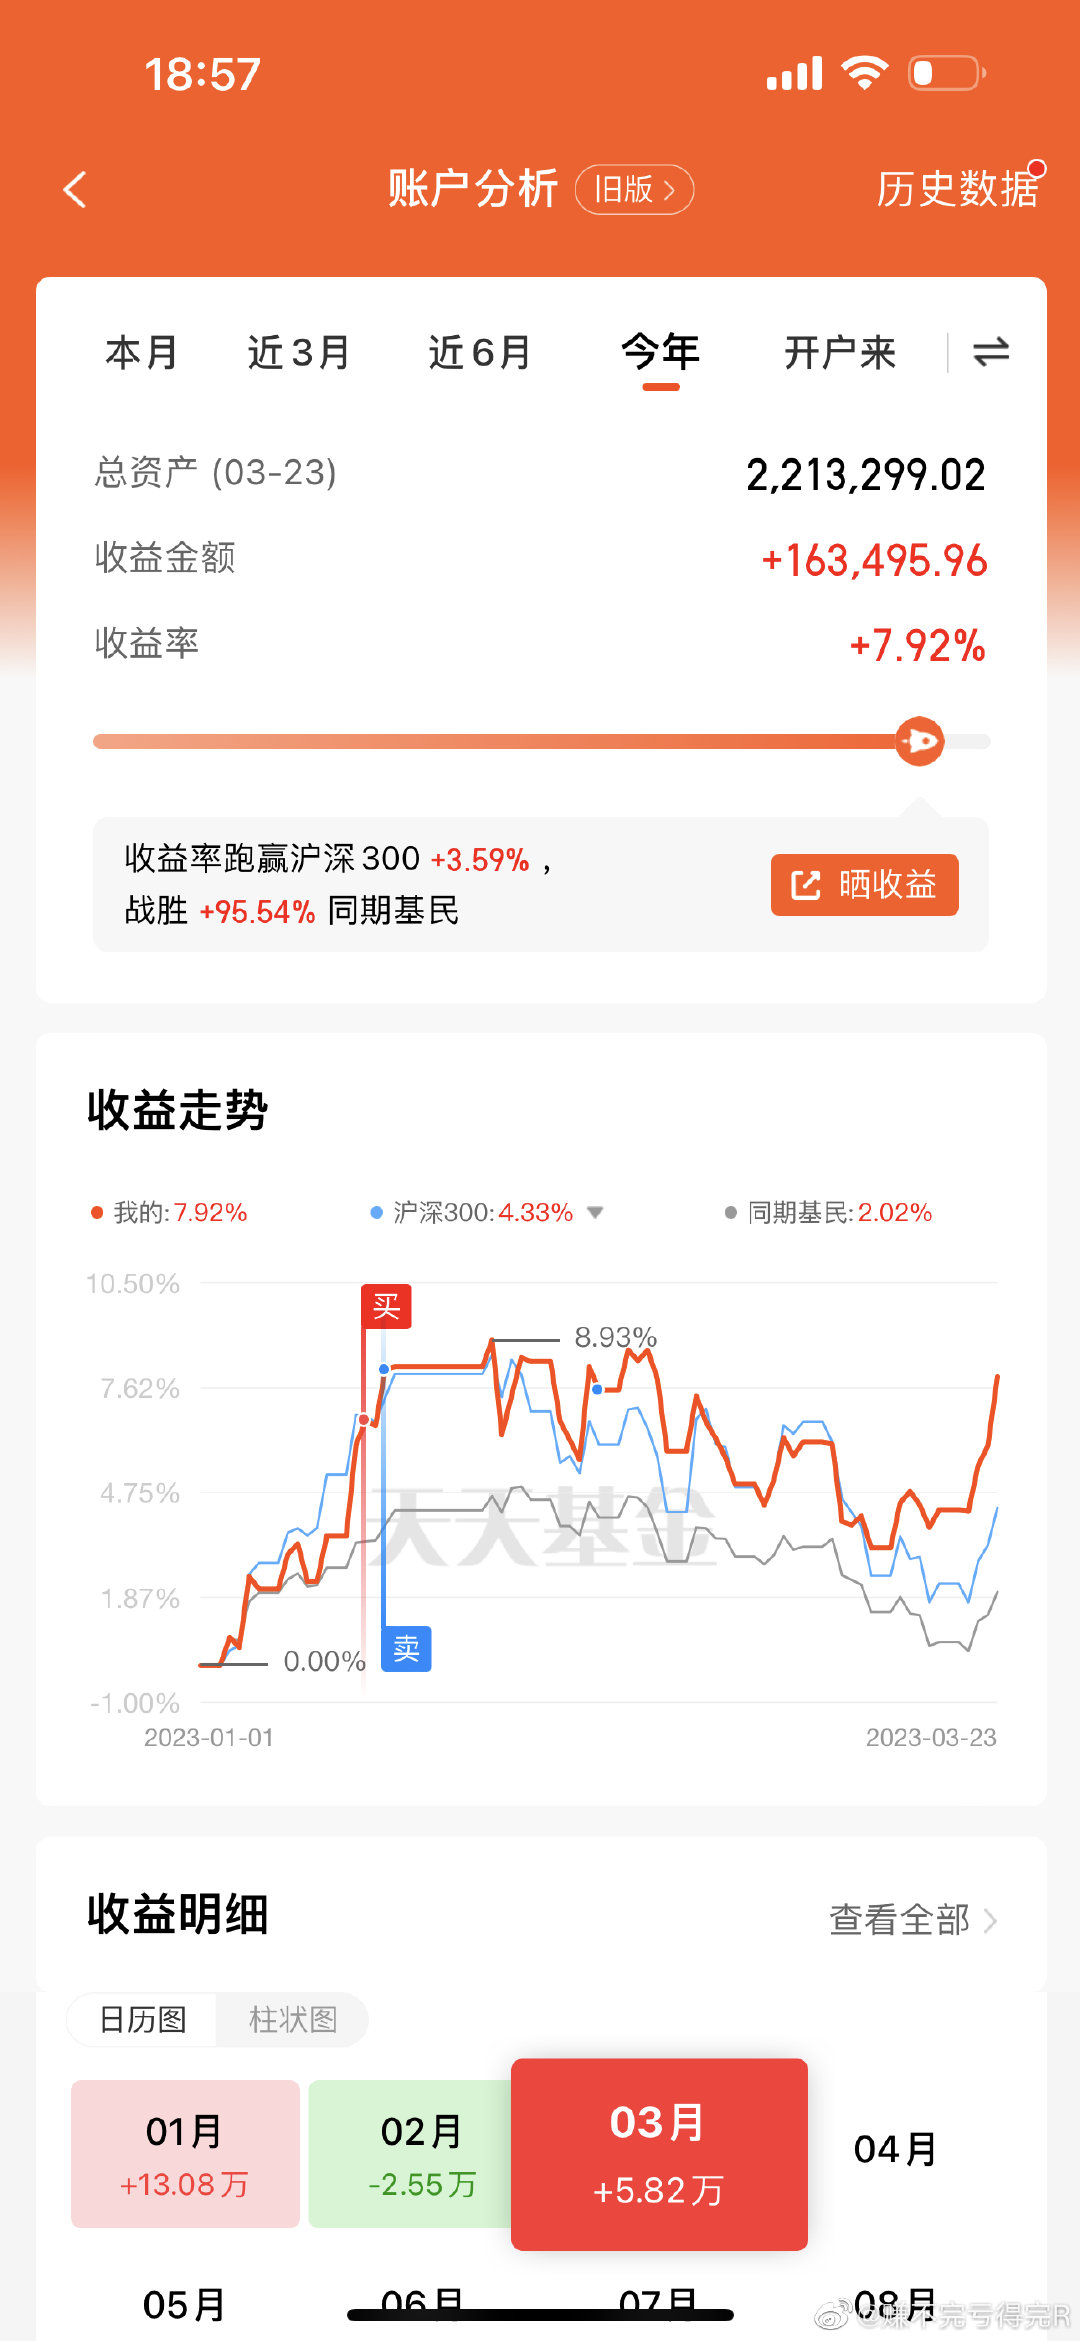 18:57
账户分析 旧版 历史数据
本月 近3月 近6月 今年 开户来
总资产 (03-23) 2,213,299.02
收益金额 +163,495.96
收益率 +7.92%
收益率跑赢沪深300 +3.59% ,
战胜 +95.54% 同期基民
晒收益
收益走势
我的:7.92% 沪深300:4.33% 同期基民:2.02%
10.50%
买
8.93%
7.62%
4.75%
天天基金
1.87%
卖
0.00%
-1.00%
2023-01-01 2023-03-23
收益明细 查看全部
日历图 柱状图
01月 02月 03月 04月
+13.08万 -2.55万 +5.82万
05月 06月 07月 08月
@赚不完亏得完R